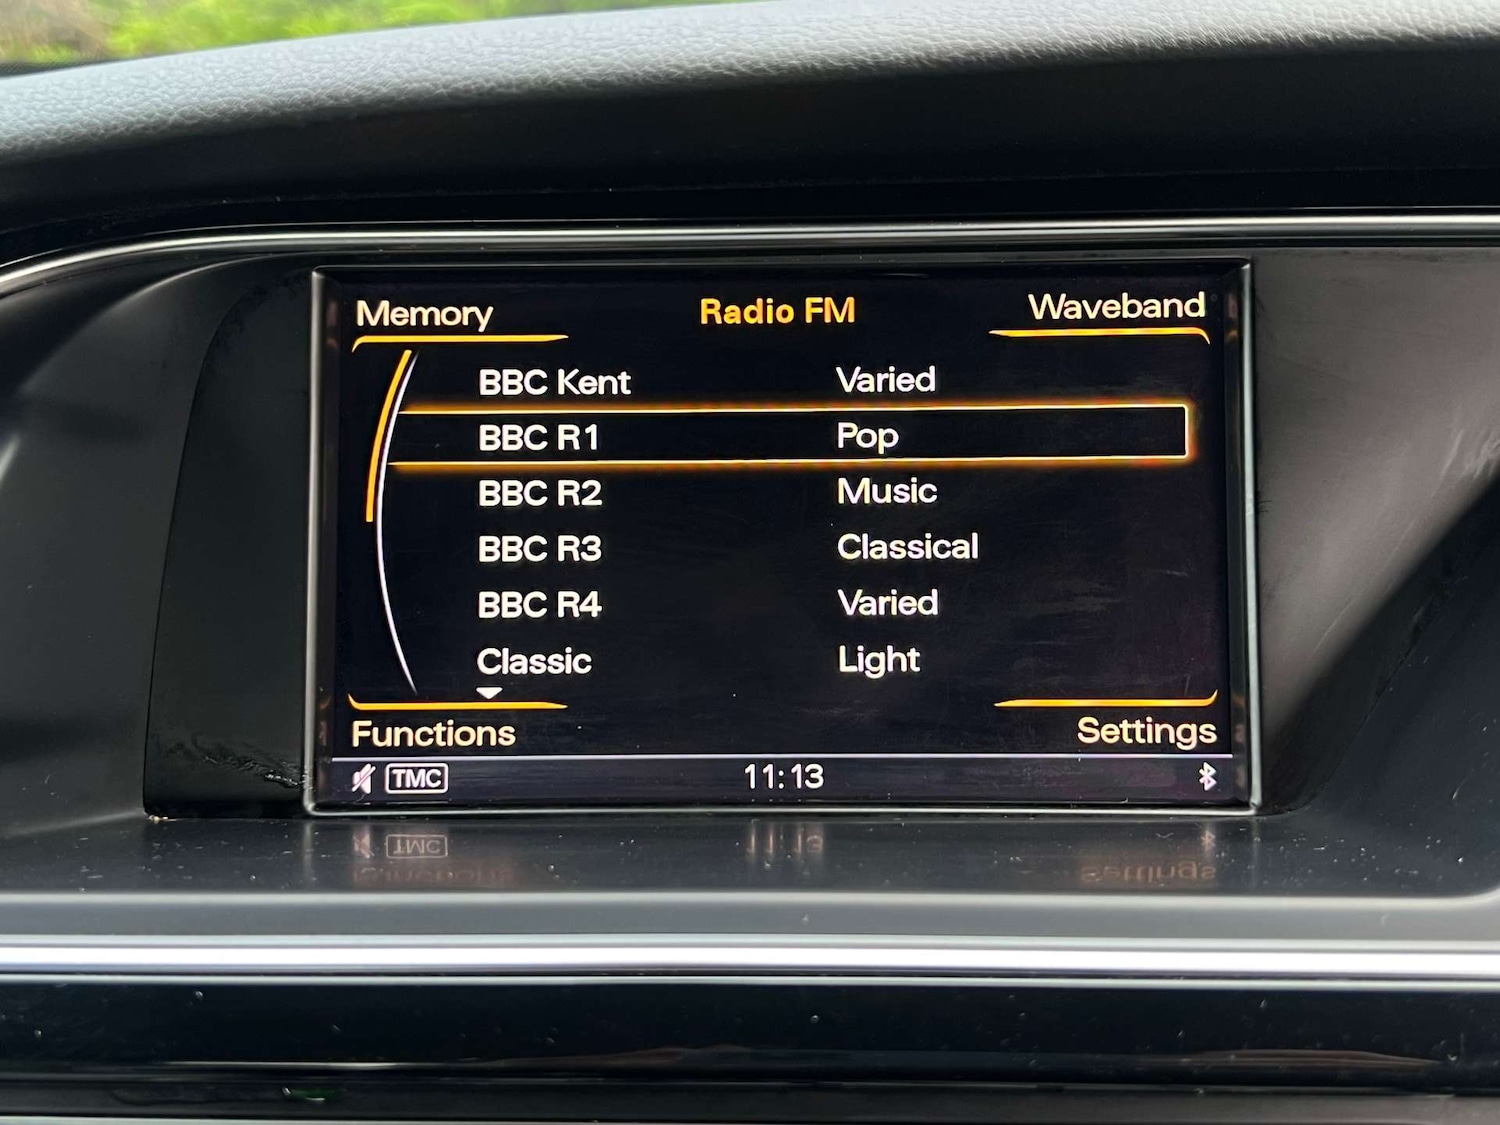 Memory Radio FM Waveband
BBC Kent Varied
BBC R1 Pop
BBC R2 Music
BBC R3 Classical
BBC R4 Varied
Classic Light
Functions Settings
TMC 11:13